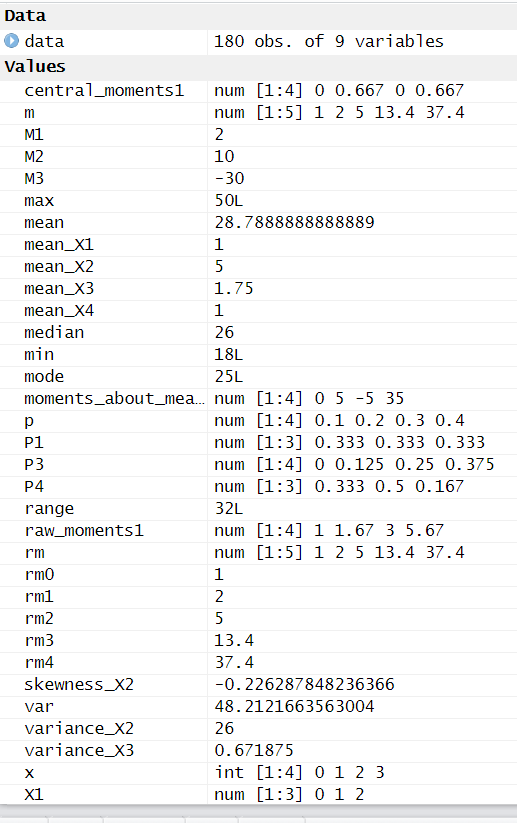 Data
data 180 obs. of 9 variables
Values
central_moments1 num [1:4] 0 0.667 0 0.667
m num [1:5] 1 2 5 13.4 37.4
M1 2
M2 10
M3 -30
max 50L
mean 28.7888888888889
mean_X1 1
mean_X2 5
mean_X3 1.75
mean_X4 1
median 26
min 18L
mode 25L
moments_about_mea… num [1:4] 0 5 -5 35
p num [1:4] 0.1 0.2 0.3 0.4
P1 num [1:3] 0.333 0.333 0.333
P3 num [1:4] 0 0.125 0.25 0.375
P4 num [1:3] 0.333 0.5 0.167
range 32L
raw_moments1 num [1:4] 1 1.67 3 5.67
rm num [1:5] 1 2 5 13.4 37.4
rm0 1
rm1 2
rm2 5
rm3 13.4
rm4 37.4
skewness_X2 -0.226287848236366
var 48.2121663563004
variance_X2 26
variance_X3 0.671875
x int [1:4] 0 1 2 3
X1 num [1:3] 0 1 2